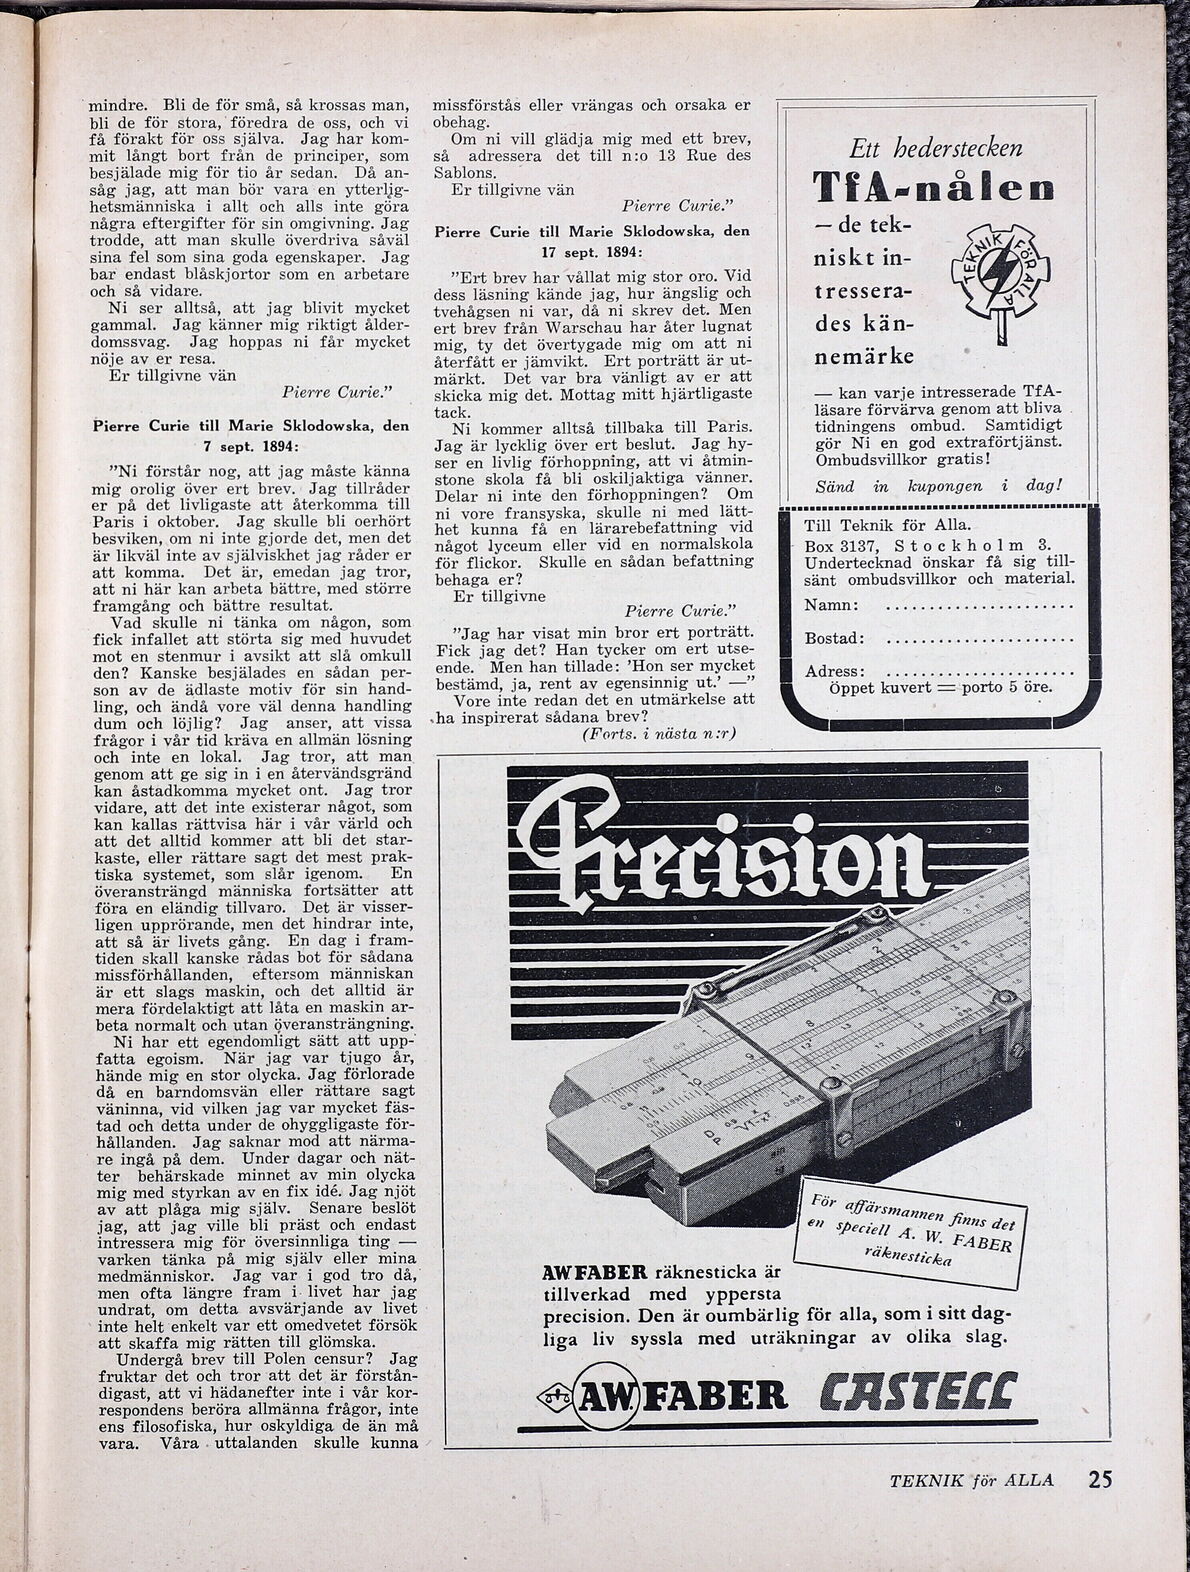 mindre. Bli de för små, så krossas man,
bli de för stora, föredra de oss, och vi
få förakt för oss själva. Jag har kom-
mit långt bort från de principer, som
besjälade mig för tio år sedan. Då an-
såg jag, att man bör vara en ytterlig-
hetsmänniska i allt och alls inte göra
några eftergifter för sin omgivning. Jag
trodde, att man skulle överdriva såväl
sina fel som sina goda egenskaper. Jag
bar endast blåskjortor som en arbetare
och så vidare.
Ni ser alltså, att jag blivit mycket
gammal. Jag känner mig riktigt ålder-
domssvag. Jag hoppas ni får mycket
nöje av er resa.
Er tillgivne vän
Pierre Curie."
Pierre Curie till Marie Sklodowska, den
7 sept. 1894:
"Ni förstår nog, att jag måste känna
mig orolig över ert brev. Jag tillråder
er på det livligaste att återkomma till
Paris i oktober. Jag skulle bli oerhört
besviken, om ni inte gjorde det, men det
är likväl inte av själviskhet jag råder er
att komma. Det är, emedan jag tror,
att ni här kan arbeta bättre, med större
framgång och bättre resultat.
Vad skulle ni tänka om någon, som
fick infallet att störta sig med huvudet
mot en stenmur i avsikt att slå omkull
den? Kanske besjälades en sådan per-
son av de ädlaste motiv för sin hand-
ling, och ändå vore väl denna handling
dum och löjlig? Jag anser, att vissa
frågor i vår tid kräva en allmän lösning
och inte en lokal. Jag tror, att man
genom att ge sig in i en återvändsgränd
kan åstadkomma mycket ont. Jag tror
vidare, att det inte existerar något, som
kan kallas rättvisa här i vår värld och
att det alltid kommer att bli det star-
kaste, eller rättare sagt det mest prak-
tiska systemet, som slår igenom. En
överansträngd människa fortsätter att
föra en eländig tillvaro. Det är visser-
ligen upprörande, men det hindrar inte,
att så är livets gång. En dag i fram-
tiden skall kanske rådas bot för sådana
missförhållanden, eftersom människan
är ett slags maskin, och det alltid är
mera fördelaktigt att låta en maskin ar-
beta normalt och utan överansträngning.
Ni har ett egendomligt sätt att upp-
fatta egoism. När jag var tjugo år,
hände mig en stor olycka. Jag förlorade
då en barndomsvän eller rättare sagt
väninna, vid vilken jag var mycket fäs-
tad och detta under de ohyggligaste för-
hållanden. Jag saknar mod att närma-
re ingå på dem. Under dagar och nät-
ter behärskade minnet av min olycka
mig med styrkan av en fix idé. Jag njöt
av att plåga mig själv. Senare beslöt
jag, att jag ville bli präst och endast
intressera mig för översinnliga ting —
varken tänka på mig själv eller mina
medmänniskor. Jag var i god tro då,
men ofta längre fram i livet har jag
undrat, om detta avsvärjande av livet
inte helt enkelt var ett omedvetet försök
att skaffa mig rätten till glömska.
Undergå brev till Polen censur? Jag
fruktar det och tror att det är förstån-
digast, att vi hädanefter inte i vår kor-
respondens beröra allmänna frågor, inte
ens filosofiska, hur oskyldiga de än må
vara. Våra uttalanden skulle kunna
missförstås eller vrängas och orsaka er
obehag.
Om ni vill glädja mig med ett brev,
så adressera det till n:o 13 Rue des
Sablons.
Er tillgivne vän
Pierre Curie."
Pierre Curie till Marie Sklodowska, den
17 sept. 1894:
"Ert brev har vållat mig stor oro. Vid
dess läsning kände jag, hur ängslig och
tvehågsen ni var, då ni skrev det. Men
ert brev från Warschau har åter lugnat
mig, ty det övertygade mig om att ni
återfått er jämvikt. Ert porträtt är ut-
märkt. Det var bra vänligt av er att
skicka mig det. Mottag mitt hjärtligaste
tack.
Ni kommer alltså tillbaka till Paris.
Jag är lycklig över ert beslut. Jag hy-
ser en livlig förhoppning, att vi åtmin-
stone skola få bli oskiljaktiga vänner.
Delar ni inte den förhoppningen? Om
ni vore fransyska, skulle ni med lätt-
het kunna få en lärarebefattning vid
något lyceum eller vid en normalskola
för flickor. Skulle en sådan befattning
behaga er?
Er tillgivne
Pierre Curie."
"Jag har visat min bror ert porträtt.
Fick jag det? Han tycker om ert utse-
ende. Men han tillade: 'Hon ser mycket
bestämd, ja, rent av egensinnig ut.' —"
Vore inte redan det en utmärkelse att
ha inspirerat sådana brev?
(Forts. i nästa n:r)
Ett hederstecken
TfA-nålen
— de tek-
niskt in-
tressera-
des kän-
nemärke
TEKNIK FÖR ALLA
— kan varje intresserade TfA-
läsare förvärva genom att bliva
tidningens ombud. Samtidigt
gör Ni en god extraförtjänst.
Ombudsvillkor gratis!
Sänd in kupongen i dag!
Till Teknik för Alla.
Box 3137, Stockholm 3.
Undertecknad önskar få sig till-
sänt ombudsvillkor och material.
Namn: ......................
Bostad: ......................
Adress: ......................
Öppet kuvert = porto 5 öre.
Precision
För affärsmannen finns det
en speciell A. W. FABER
räknesticka
AW FABER räknesticka är
tillverkad med yppersta
precision. Den är oumbärlig för alla, som i sitt dag-
liga liv syssla med uträkningar av olika slag.
AW FABER CASTELL
TEKNIK för ALLA 25